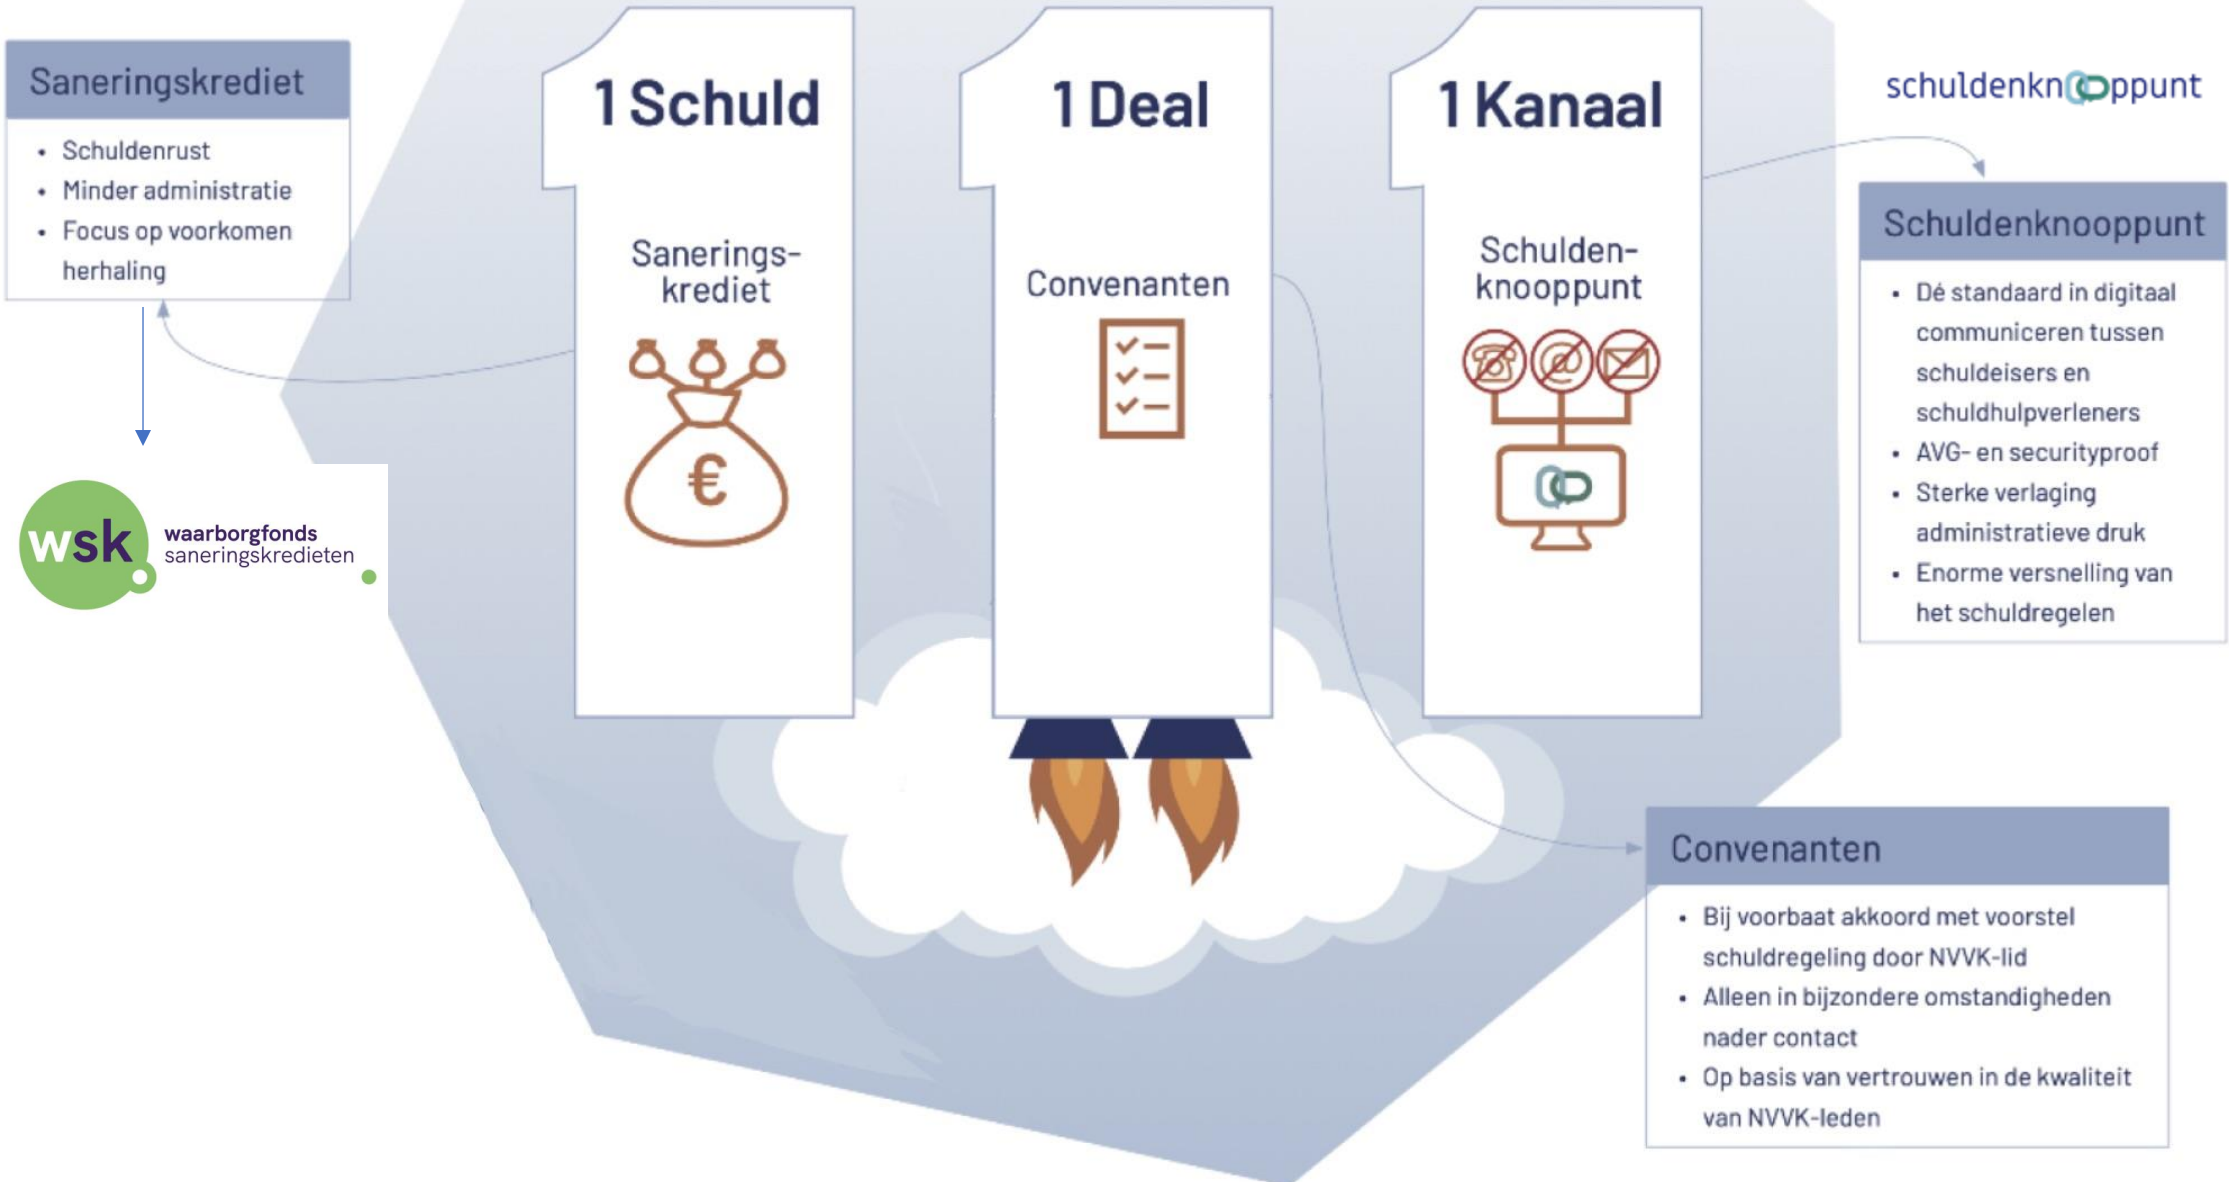 Saneringskrediet
• Schuldenrust
• Minder administratie
• Focus op voorkomen
herhaling
wsk
waarborgfonds
saneringskredieten
1 Schuld
Sanerings-
krediet
€
1 Deal
Convenanten
1 Kanaal
Schulden-
knooppunt
@
schuldenknooppunt
Schuldenknooppunt
• Dé standaard in digitaal
communiceren tussen
schuldeisers en
schuldhulpverleners
• AVG- en securityproof
• Sterke verlaging
administratieve druk
• Enorme versnelling van
het schuldregelen
Convenanten
• Bij voorbaat akkoord met voorstel
schuldregeling door NVVK-lid
• Alleen in bijzondere omstandigheden
nader contact
• Op basis van vertrouwen in de kwaliteit
van NVVK-leden